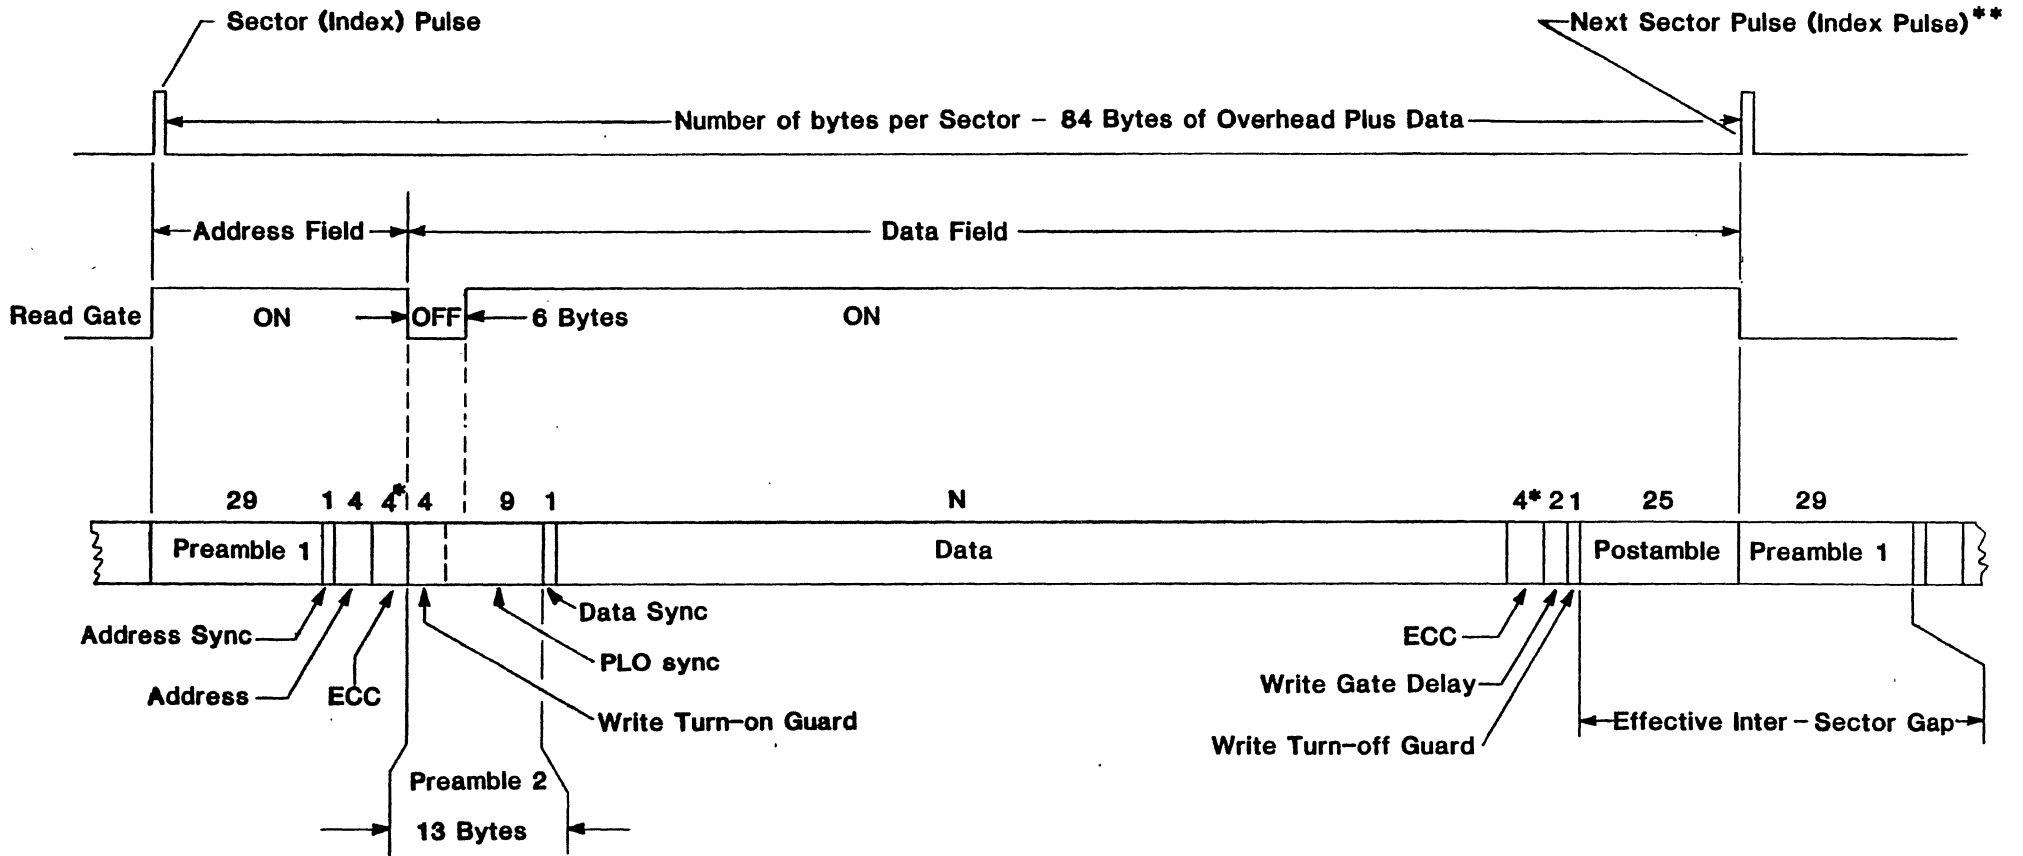 Sector (Index) Pulse
Next Sector Pulse (Index Pulse)**
Number of bytes per Sector - 84 Bytes of Overhead Plus Data
Address Field
Data Field
Read Gate
ON
OFF
6 Bytes
ON
29
1
4
4*
4
9
1
N
4*
2
1
25
29
Preamble 1
Data
Postamble
Preamble 1
Data Sync
Address Sync
ECC
PLO sync
Write Gate Delay
Address
ECC
Write Turn-on Guard
Effective Inter-Sector Gap
Write Turn-off Guard
Preamble 2
13 Bytes